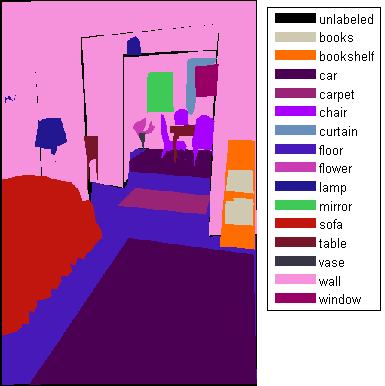 unlabeled
books
bookshelf
car
carpet
chair
curtain
floor
flower
lamp
mirror
sofa
table
vase
wall
window